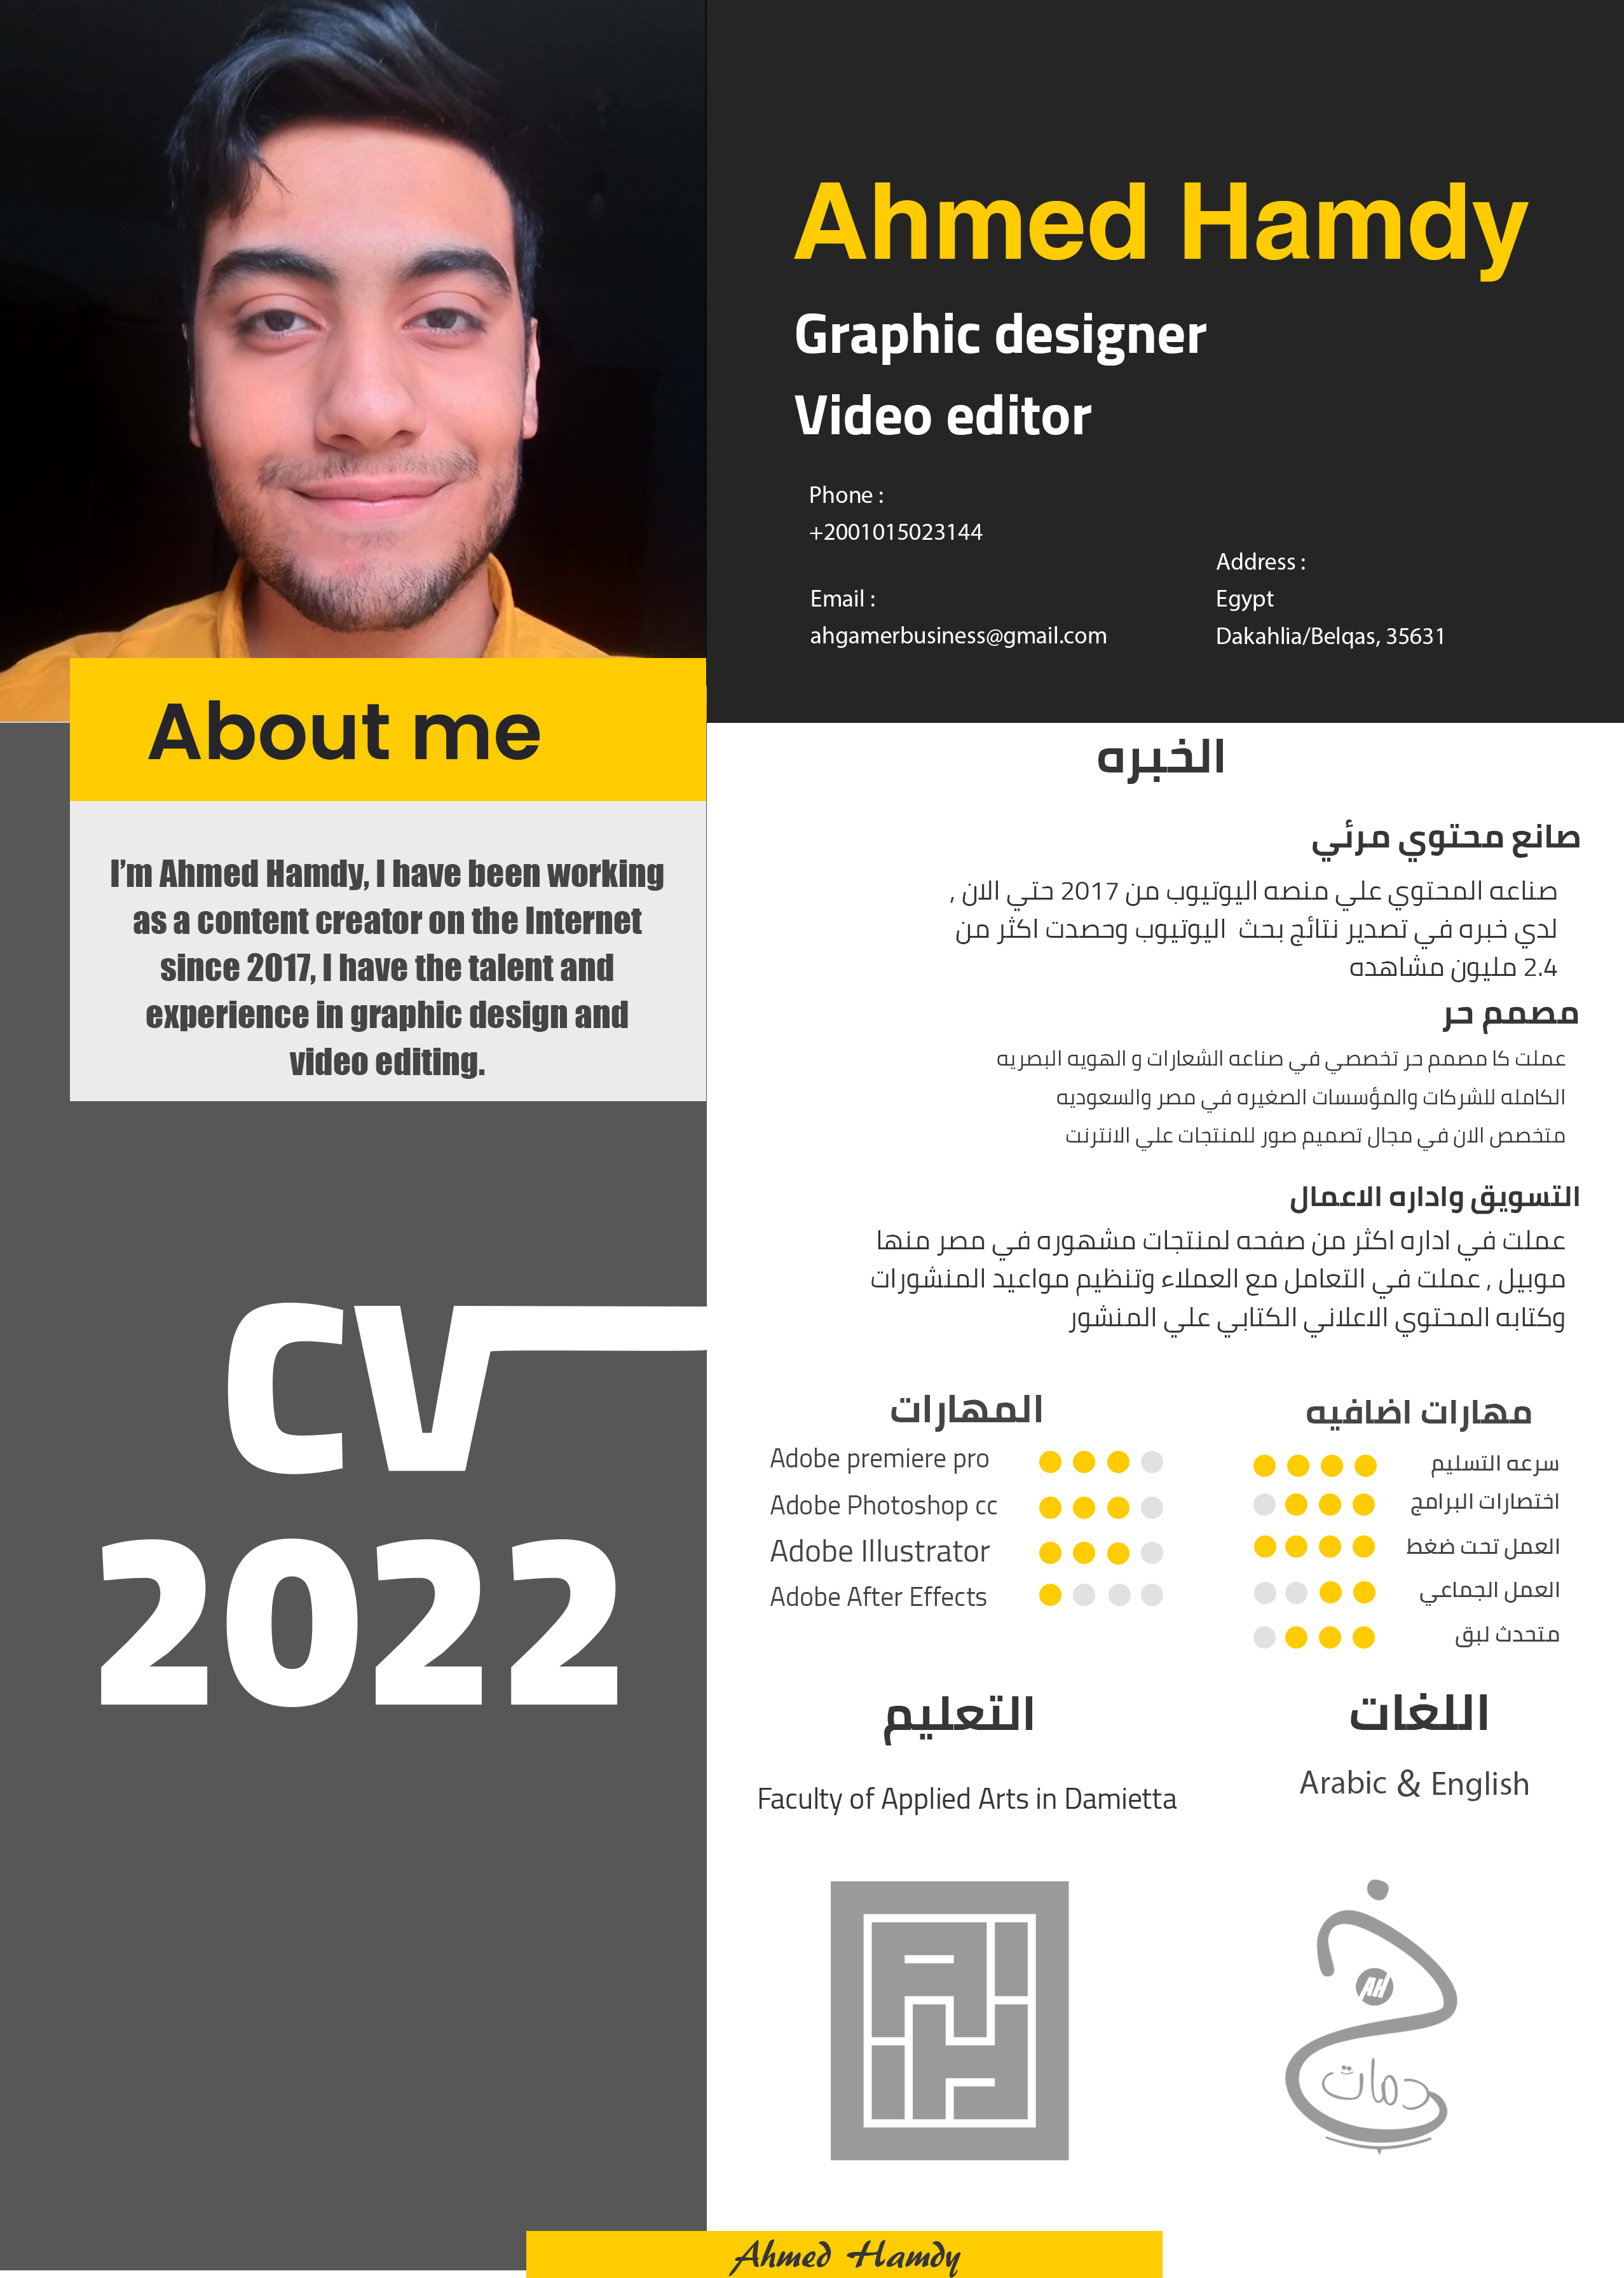 Ahmed Hamdy
Graphic designer
Video editor
Phone :
+2001015023144
Email :
ahgamerbusiness@gmail.com
Address :
Egypt
Dakahlia/Belqas, 35631
About me
I’m Ahmed Hamdy, I have been working
as a content creator on the Internet
since 2017, I have the talent and
experience in graphic design and
video editing.
CV
2022
الخبره
صانع محتوي مرئي
صناعه المحتوي علي منصه اليوتيوب من 2017 حتي الان ,
لدي خبره في تصدير نتائج بحث اليوتيوب وحصدت اكثر من
2.4 مليون مشاهده
مصمم حر
عملت كا مصمم حر تخصصي في صناعه الشعارات و الهويه البصريه
الكامله للشركات والمؤسسات الصغيره في مصر والسعوديه
متخصص الان في مجال تصميم صور للمنتجات علي الانترنت
التسويق واداره الاعمال
عملت في اداره اكثر من صفحه لمنتجات مشهوره في مصر منها
موبيل , عملت في التعامل مع العملاء وتنظيم مواعيد المنشورات
وكتابه المحتوي الاعلاني الكتابي علي المنشور
المهارات
Adobe premiere pro
Adobe Photoshop cc
Adobe Illustrator
Adobe After Effects
مهارات اضافيه
سرعه التسليم
اختصارات البرامج
العمل تحت ضغط
العمل الجماعي
متحدث لبق
التعليم
Faculty of Applied Arts in Damietta
اللغات
Arabic & English
AH
خ
AH
دمات
Ahmed Hamdy